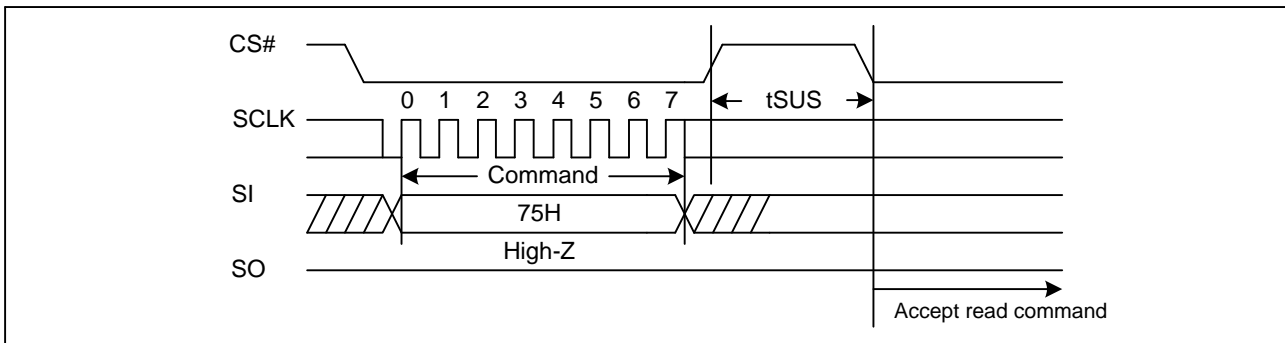 CS#
0 1 2 3 4 5 6 7
tSUS
SCLK
Command
SI
75H
High-Z
SO
Accept read command